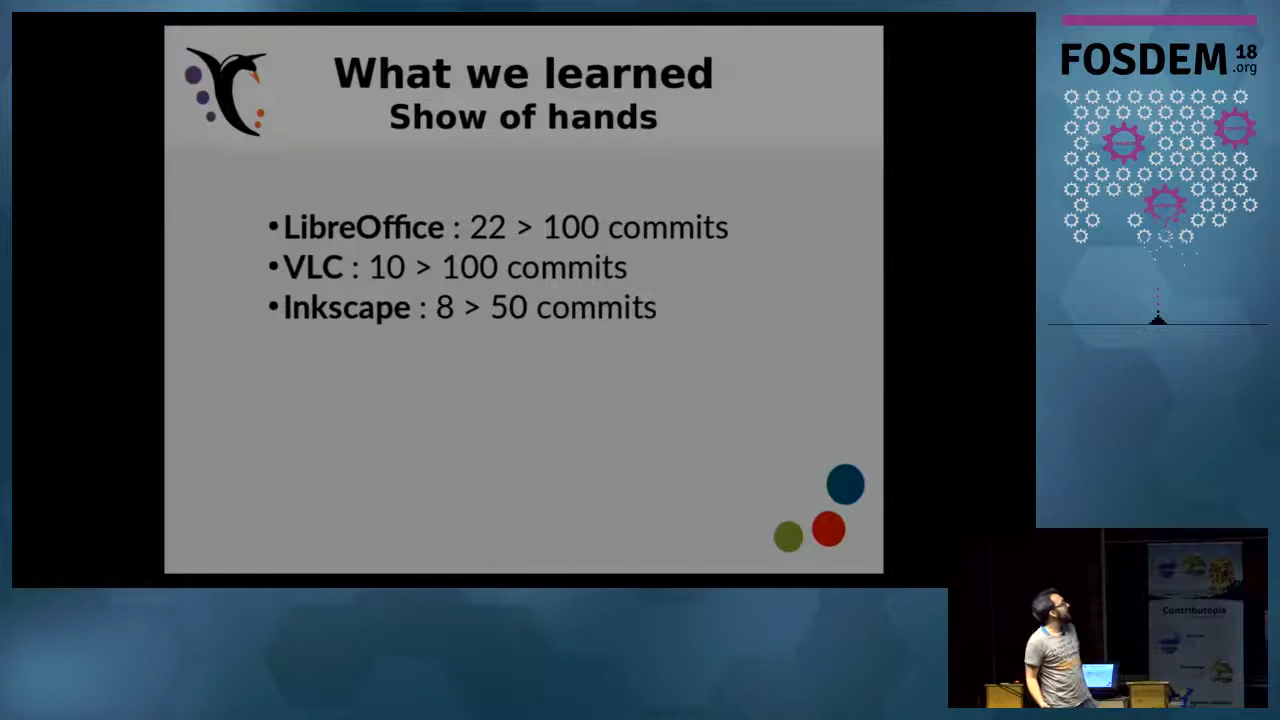 What we learned
Show of hands
•LibreOffice : 22 > 100 commits
•VLC : 10 > 100 commits
•Inkscape : 8 > 50 commits
FOSDEM 18
.org
Contributopia